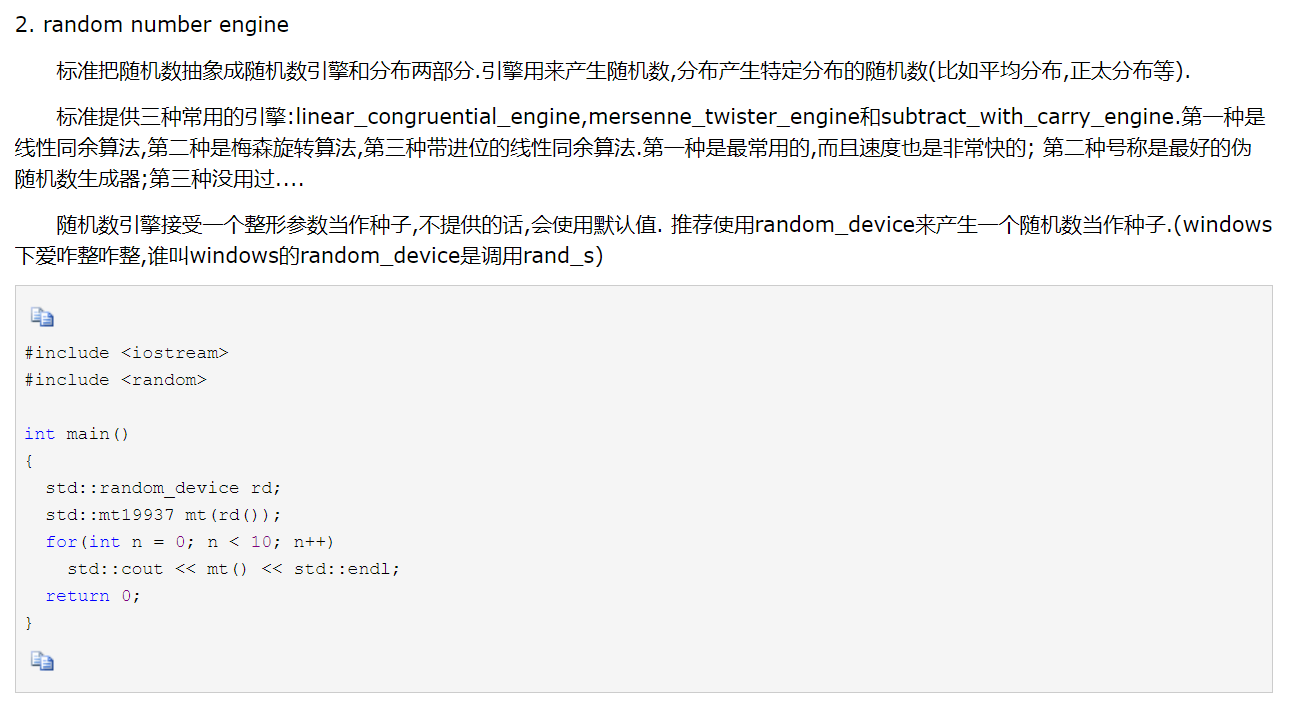 2. random number engine
标准把随机数抽象成随机数引擎和分布两部分.引擎用来产生随机数,分布产生特定分布的随机数(比如平均分布,正太分布等).
标准提供三种常用的引擎:linear_congruential_engine,mersenne_twister_engine和subtract_with_carry_engine.第一种是
线性同余算法,第二种是梅森旋转算法,第三种带进位的线性同余算法.第一种是最常用的,而且速度也是非常快的; 第二种号称是最好的伪
随机数生成器;第三种没用过....
随机数引擎接受一个整形参数当作种子,不提供的话,会使用默认值. 推荐使用random_device来产生一个随机数当作种子.(windows
下爱咋整咋整,谁叫windows的random_device是调用rand_s)
#include <iostream>
#include <random>
int main()
{
std::random_device rd;
std::mt19937 mt(rd());
for(int n = 0; n < 10; n++)
std::cout << mt() << std::endl;
return 0;
}